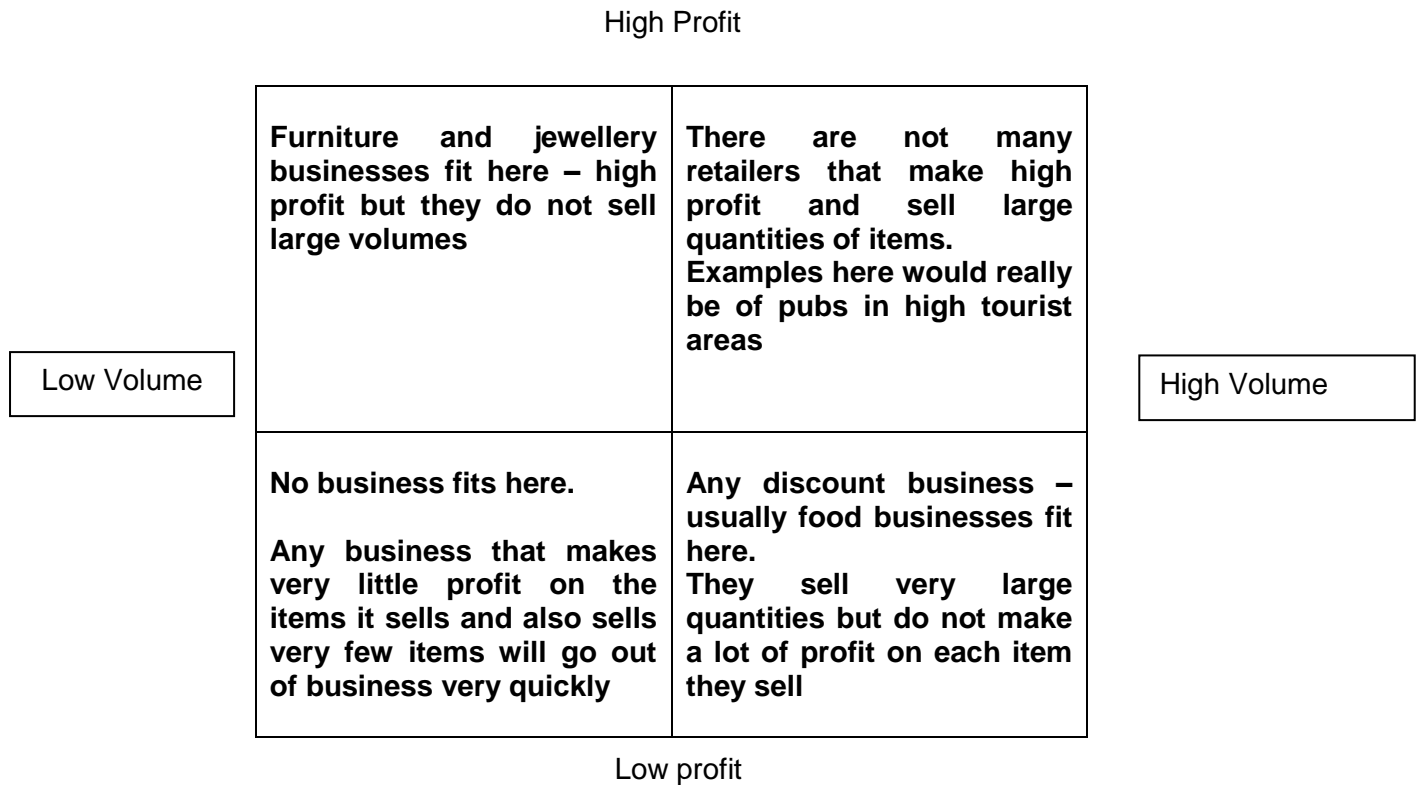 High Profit
Furniture and jewellery
businesses fit here – high
profit but they do not sell
large volumes
There are not many
retailers that make high
profit and sell large
quantities of items.
Examples here would really
be of pubs in high tourist
areas
Low Volume
High Volume
No business fits here.
Any business that makes
very little profit on the
items it sells and also sells
very few items will go out
of business very quickly
Any discount business –
usually food businesses fit
here.
They sell very large
quantities but do not make
a lot of profit on each item
they sell
Low profit